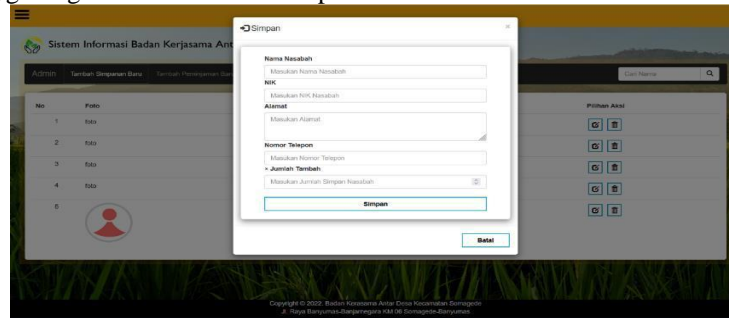 Simpan ×
Sistem Informasi Badan Kerjasama Ant
Admin Tambah Simpanan Baru Tambah Peminjaman Cari Nama
Nama Nasabah
Masukan Nama Nasabah
NIK
Masukan NIK Nasabah
Alamat
Masukan Alamat
Nomor Telepon
Masukan Nomor Telepon
+ Jumlah Tambah
Masukan Jumlah Simpan Nasabah
Simpan
Batal
No Foto Pilihan Aksi
1 foto
2 foto
3 foto
4 foto
5
Copyright © 2022, Badan Kerasama Antar Desa Kecamatan Somagede
Jl. Raya Banyumas-Banjarnegara KM 06 Somagede-Banyumas